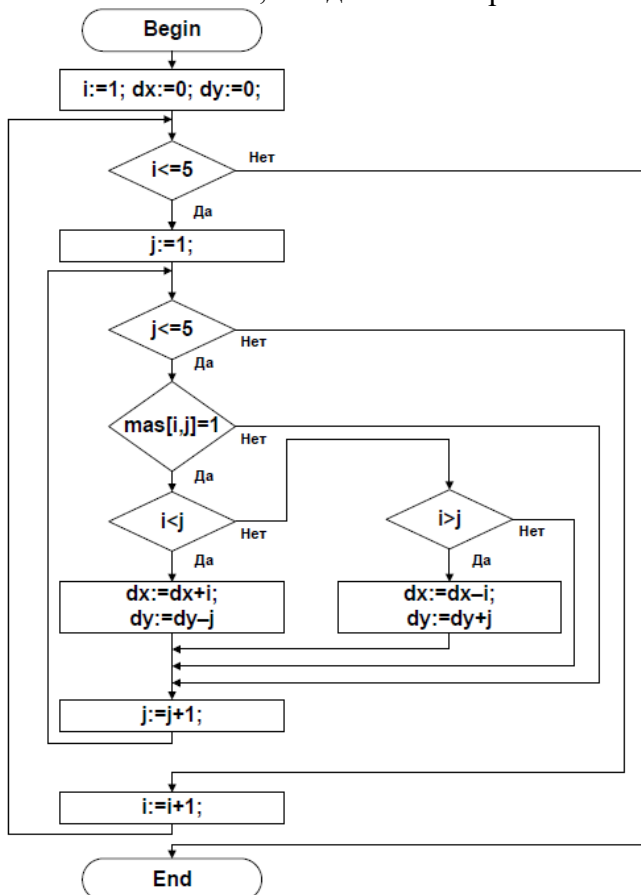 Begin
i:=1; dx:=0; dy:=0;
i<=5
Нет
Да
j:=1;
j<=5
Нет
Да
mas[i,j]=1
Нет
Да
i<j
Нет
i>j
Нет
Да
Да
dx:=dx+i;
dy:=dy–j
dx:=dx–i;
dy:=dy+j
j:=j+1;
i:=i+1;
End